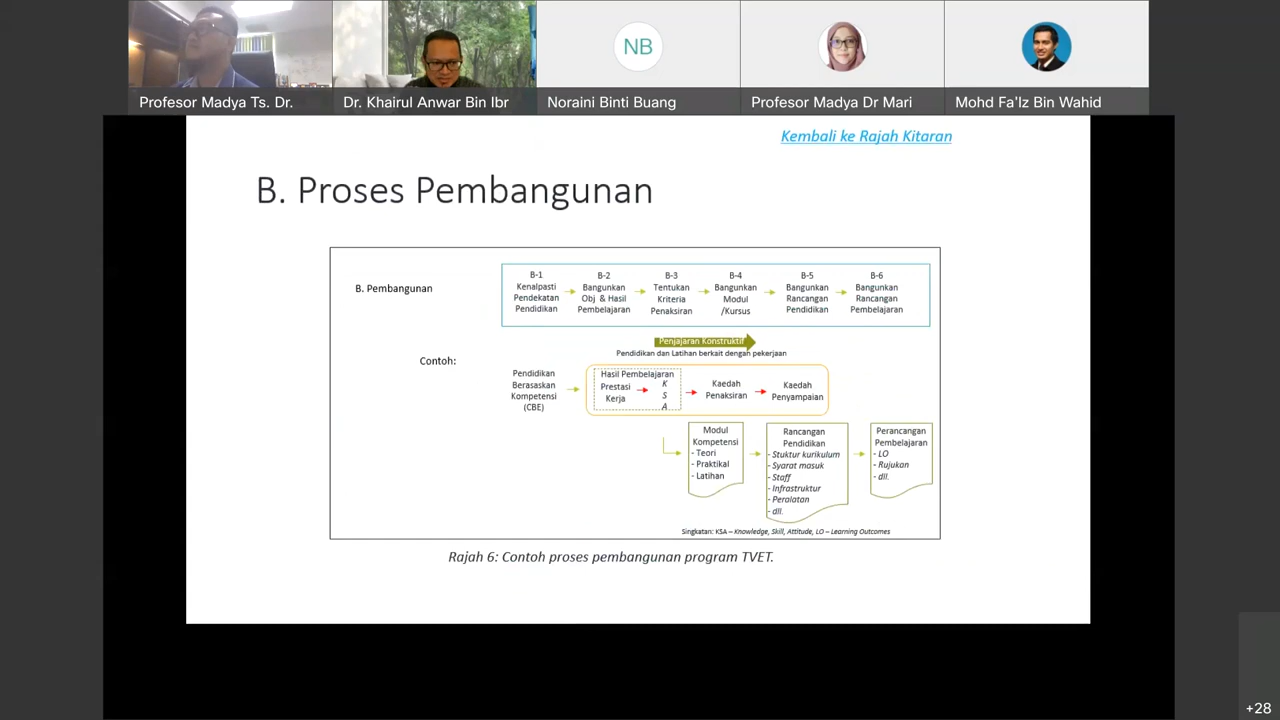 NB
Profesor Madya Ts. Dr.
Dr. Khairul Anwar Bin Ibr
Noraini Binti Buang
Profesor Madya Dr Mari
Mohd Fa'Iz Bin Wahid
Kembali ke Rajah Kitaran
B. Proses Pembangunan
B. Pembangunan
B-1
Kenalpasti
Pendekatan
Pendidikan
B-2
Bangunkan
Obj & Hasil
Pembelajaran
B-3
Tentukan
Kriteria
Penaksiran
B-4
Bangunkan
Modul
/Kursus
B-5
Bangunkan
Rancangan
Pendidikan
B-6
Bangunkan
Rancangan
Pembelajaran
Penjajaran Konstruktif
Pendidikan dan Latihan berkait dengan pekerjaan
Contoh:
Pendidikan
Berasaskan
Kompetensi
(CBE)
Hasil Pembelajaran
Prestasi
Kerja
K
S
A
Kaedah
Penaksiran
Kaedah
Penyampaian
Modul
Kompetensi
- Teori
- Praktikal
- Latihan
Rancangan
Pendidikan
- Stuktur kurikulum
- Syarat masuk
- Staff
- Infrastruktur
- Peralatan
- dll.
Perancangan
Pembelajaran
- LO
- Rujukan
- dll.
Singkatan: KSA – Knowledge, Skill, Attitude, LO – Learning Outcomes
Rajah 6: Contoh proses pembangunan program TVET.
+28